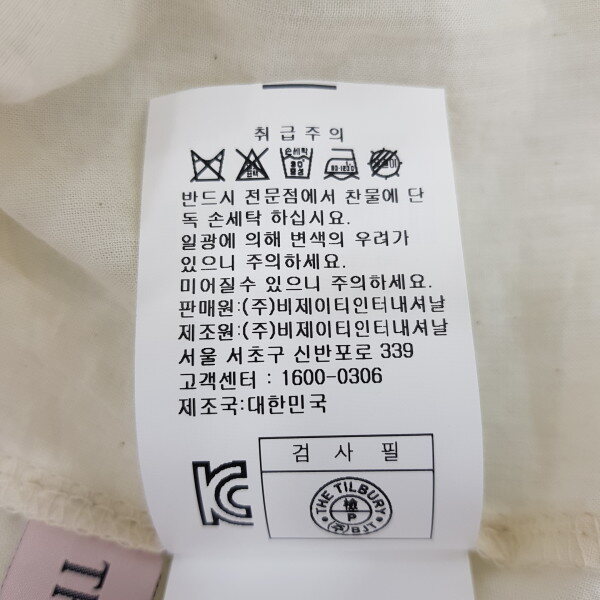 취급주의
손세탁
80-120℃
반드시 전문점에서 찬물에 단
독 손세탁 하십시요.
일광에 의해 변색의 우려가
있으니 주의하세요.
미어질수 있으니 주의하세요.
판매원:(주)비제이티인터내셔날
제조원:(주)비제이티인터내셔날
서울 서초구 신반포로 339
고객센터 : 1600-0306
제조국:대한민국
검 사 필
THE TILBURY
檢
P
(주)BJT